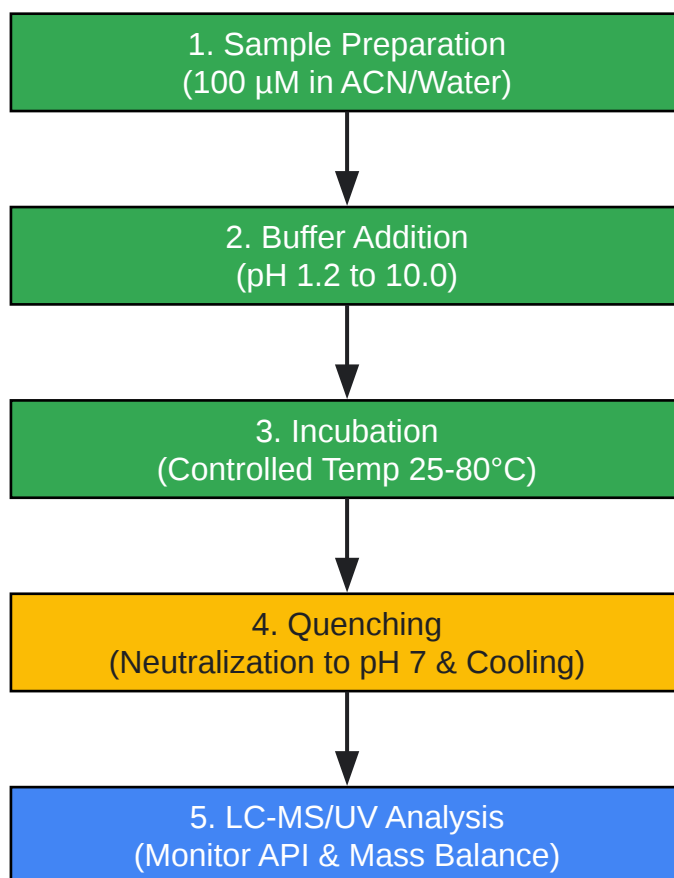 1. Sample Preparation
(100 µM in ACN/Water)
2. Buffer Addition
(pH 1.2 to 10.0)
3. Incubation
(Controlled Temp 25-80°C)
4. Quenching
(Neutralization to pH 7 & Cooling)
5. LC-MS/UV Analysis
(Monitor API & Mass Balance)